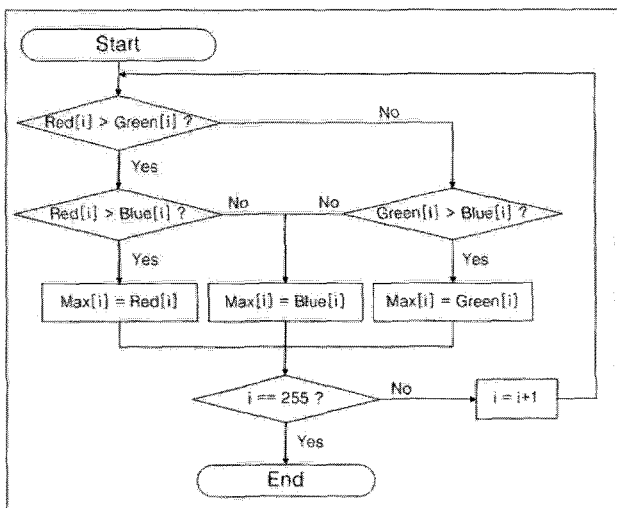 Start
Red[i] > Green[i] ?
No
Yes
Red[i] > Blue[i] ?
No
No
Green[i] > Blue[i] ?
Yes
Yes
Max[i] = Red[i]
Max[i] = Blue[i]
Max[i] = Green[i]
i == 255 ?
No
i = i+1
Yes
End